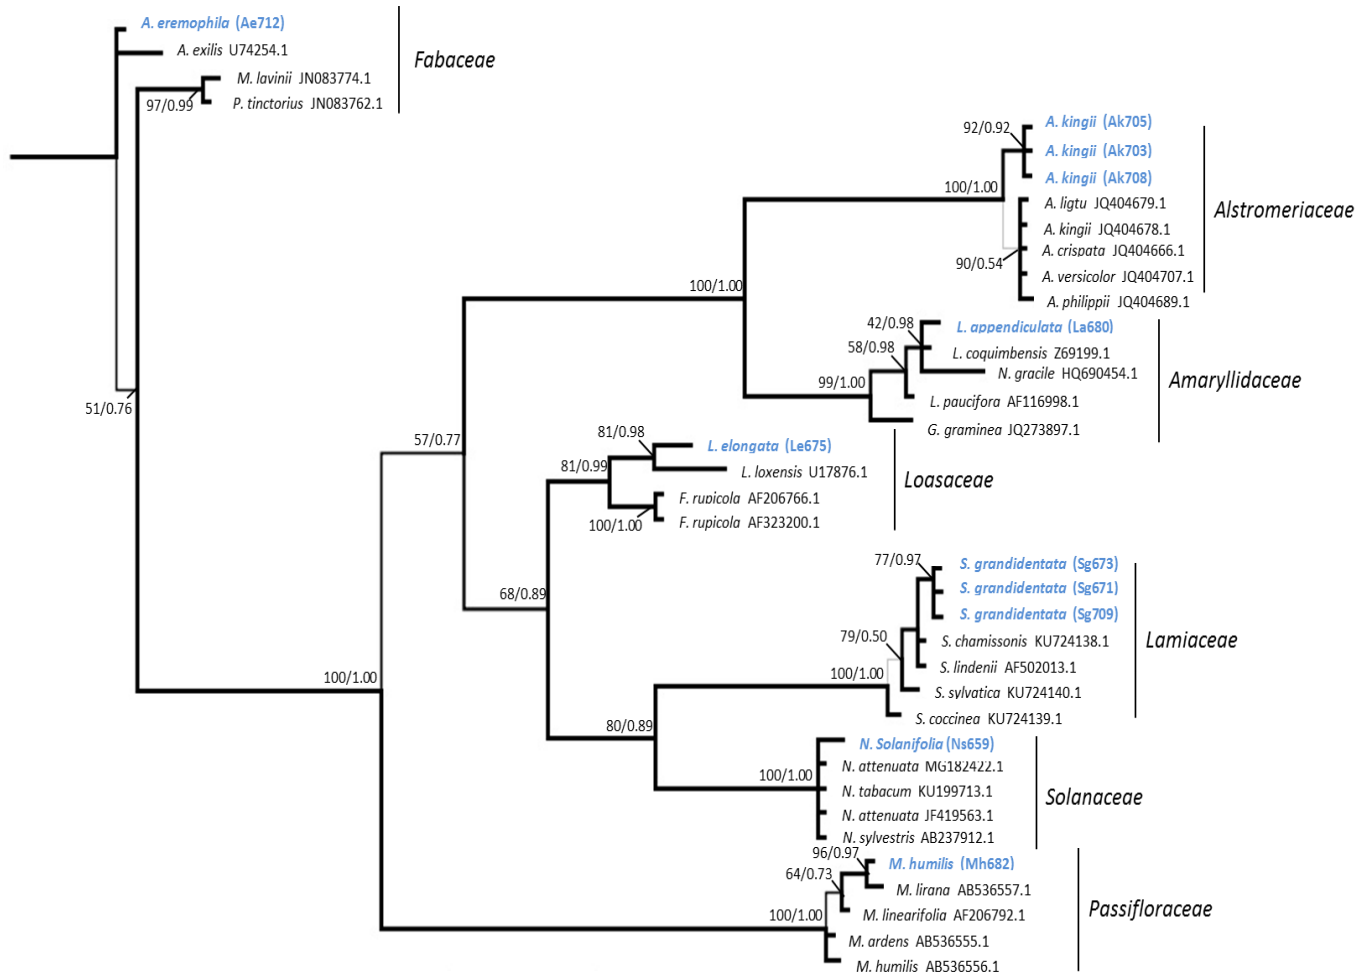 A. eremophila (Ae712)
A. exilis U74254.1
Fabaceae
M. lavinii JN083774.1
97/0.99
P. tinctorius JN083762.1
92/0.92
A. kingii (Ak705)
A. kingii (Ak703)
A. kingii (Ak708)
100/1.00
A. ligtu JQ404679.1
Alstromeriaceae
A. kingii JQ404678.1
A. crispata JQ404666.1
90/0.54
A. versicolor JQ404707.1
100/1.00
A. philippii JQ404689.1
42/0.98
L. appendiculata (La680)
58/0.98
L. coquimbensis Z69199.1
N. gracile HQ690454.1
Amaryllidaceae
99/1.00
L. paucifora AF116998.1
51/0.76
G. graminea JQ273897.1
57/0.77
81/0.98
L. elongata (Le675)
81/0.99
L. loxensis U17876.1
Loasaceae
F. rupicola AF206766.1
100/1.00
F. rupicola AF323200.1
77/0.97
S. grandidentata (Sg673)
68/0.89
S. grandidentata (Sg671)
S. grandidentata (Sg709)
79/0.50
S. chamissonis KU724138.1
Lamiaceae
S. lindenii AF502013.1
100/1.00
100/1.00
S. sylvatica KU724140.1
S. coccinea KU724139.1
80/0.89
N. Solanifolia (Ns659)
N. attenuata MG182422.1
100/1.00
N. tabacum KU199713.1
Solanaceae
N. attenuata JF419563.1
N. sylvestris AB237912.1
96/0.97
M. humilis (Mh682)
64/0.73
M. lirana AB536557.1
100/1.00
M. linearifolia AF206792.1
Passifloraceae
M. ardens AB536555.1
M. humilis AB536556.1